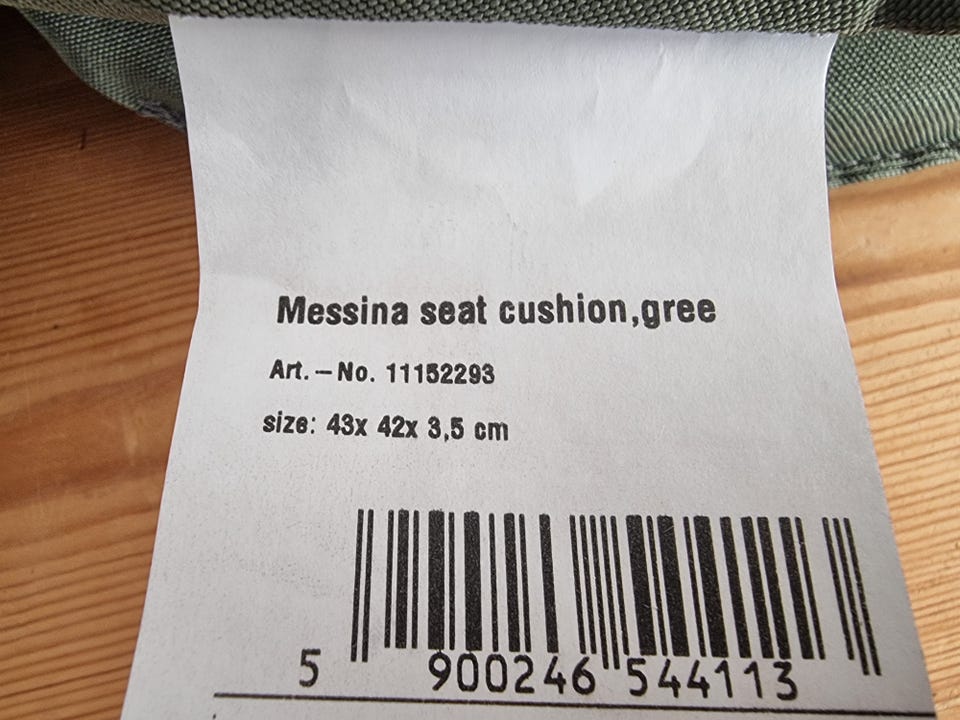 Messina seat cushion,gree
Art.-No. 11152293
size: 43x 42x 3,5 cm
5 900246 544113